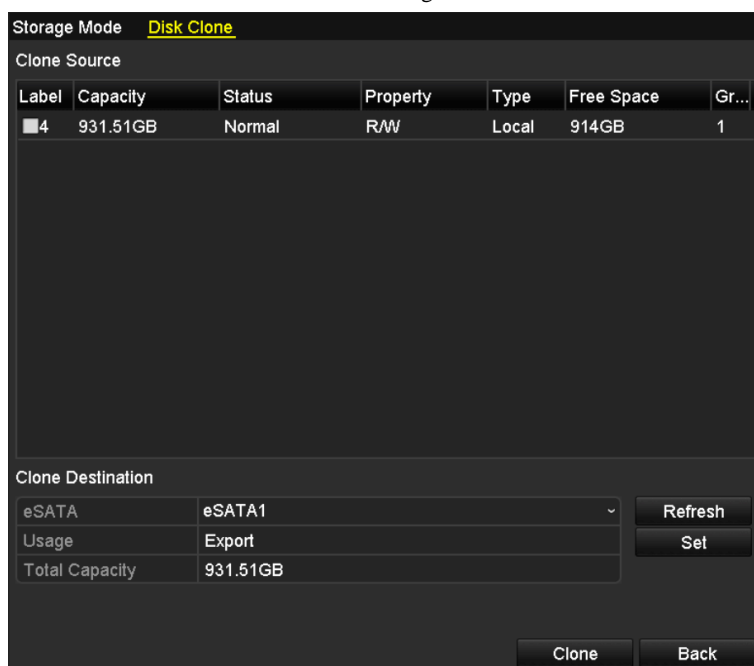 Storage Mode Disk Clone
Clone Source
Label Capacity Status Property Type Free Space Gr...
4 931.51GB Normal R/W Local 914GB 1
Clone Destination
eSATA eSATA1 Refresh
Usage Export Set
Total Capacity 931.51GB
Clone Back